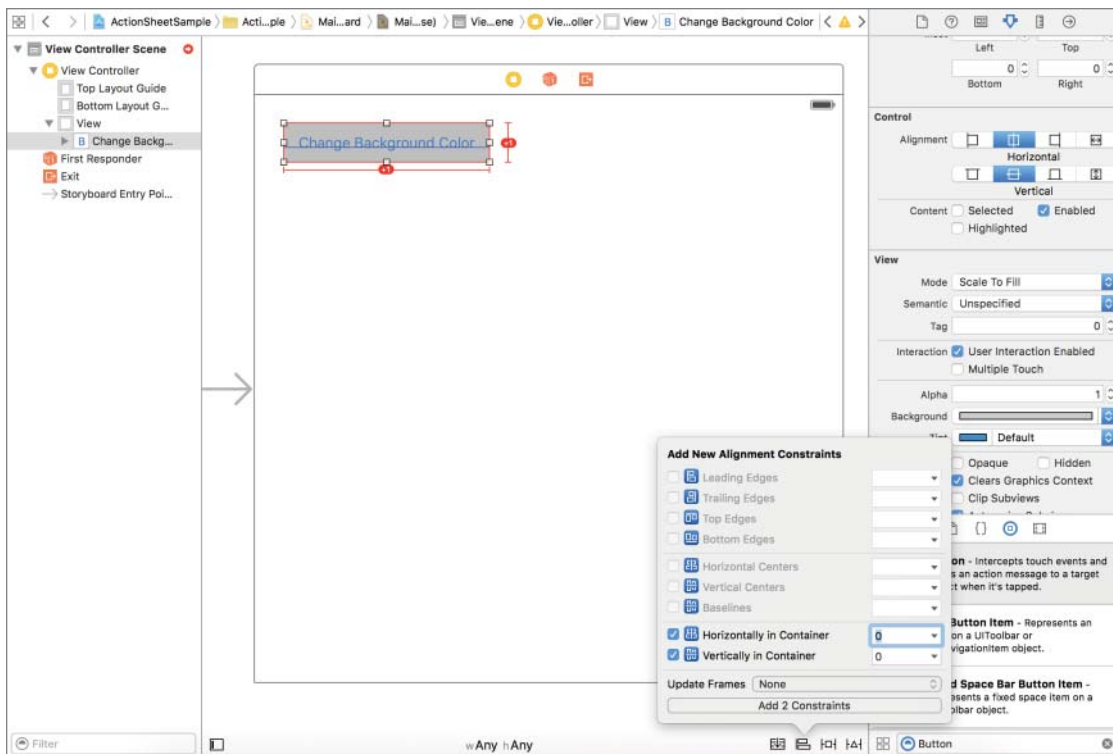 ActionSheetSample
Acti...ple
Mai...ard
Mai...se)
Vie...ene
Vie...oller
View
B Change Background Color
View Controller Scene
View Controller
Top Layout Guide
Bottom Layout G...
View
B Change Backg...
First Responder
Exit
Storyboard Entry Poi...
Filter
Change Background Color
+1
+1
wAny hAny
Left Top
0 0
Bottom Right
Control
Alignment
Horizontal
Vertical
Content Selected Enabled
Highlighted
View
Mode Scale To Fill
Semantic Unspecified
Tag 0
Interaction User Interaction Enabled
Multiple Touch
Alpha 1
Background
Default
Opaque Hidden
Clears Graphics Context
Clip Subviews
Add New Alignment Constraints
Leading Edges
Trailing Edges
Top Edges
Bottom Edges
Horizontal Centers
Vertical Centers
Baselines
Horizontally in Container 0
Vertically in Container 0
Update Frames None
Add 2 Constraints
{}
on - Intercepts touch events and
s an action message to a target
ct when it's tapped.
Button Item - Represents an
on a UIToolbar or
vigationItem object.
d Space Bar Button Item -
esents a fixed space item on a
olbar object.
Button